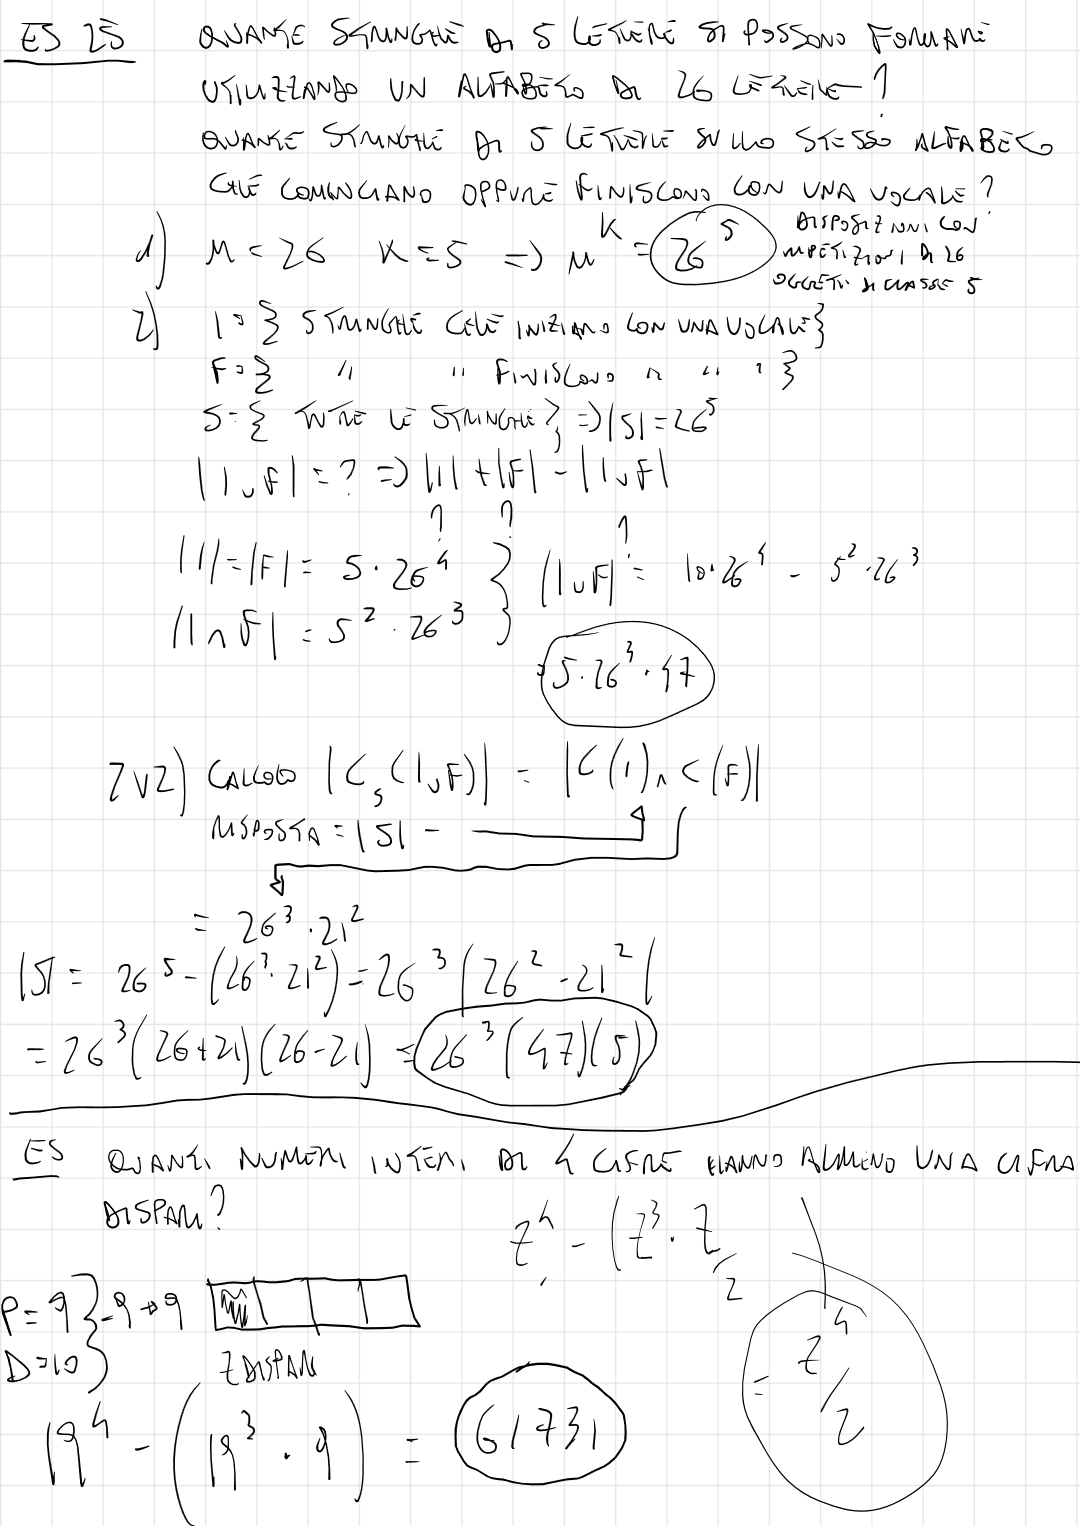 ES 25 QUANTE STRINGHE DI 5 LETTERE SI POSSONO FORMARE
UTILIZZANDO UN ALFABETO DI 26 LETTERE?
QUANTE STRINGHE DI 5 LETTERE SULLO STESSO ALFABETO
CHE COMINCIANO OPPURE FINISCONO CON UNA VOCALE?
1) n = 26 K = 5 => n^K = 26^5 DISPOSIZIONI CON
RIPETIZIONI DI 26
OGGETTI DI CLASSE 5
2) I = { STRINGHE CHE INIZIANO CON UNA VOCALE}
F = { " " FINISCONO " " " }
S = { TUTTE LE STRINGHE} => |S| = 26^5
|I ∪ F| = ? => |I| + |F| - |I ∪ F|
? ? ?
|I| = |F| = 5 · 26^4 } |I ∪ F| = 10 · 26^4 - 5^2 · 26^3
|I ∩ F| = 5^2 · 26^3
= 5 · 26^3 · 47
2V2) CALCOLO |C_S(I ∪ F)| = |C(I) ∩ C(F)|
RISPOSTA = |S| -
= 26^3 · 21^2
|S| = 26^5 - (26^3 · 21^2) = 26^3 (26^2 - 21^2)
= 26^3 (26+21)(26-21) = 26^3 (47)(5)
ES QUANTI NUMERI INTERI DI 4 CIFRE HANNO ALMENO UNA CIFRA
DISPARI? Z^4 - (Z^3 · Z/2)
P = 9 } -9 → 9
D = 10 Z DISPARI = Z^4/2
19^4 - (19^3 · 9) = 61731